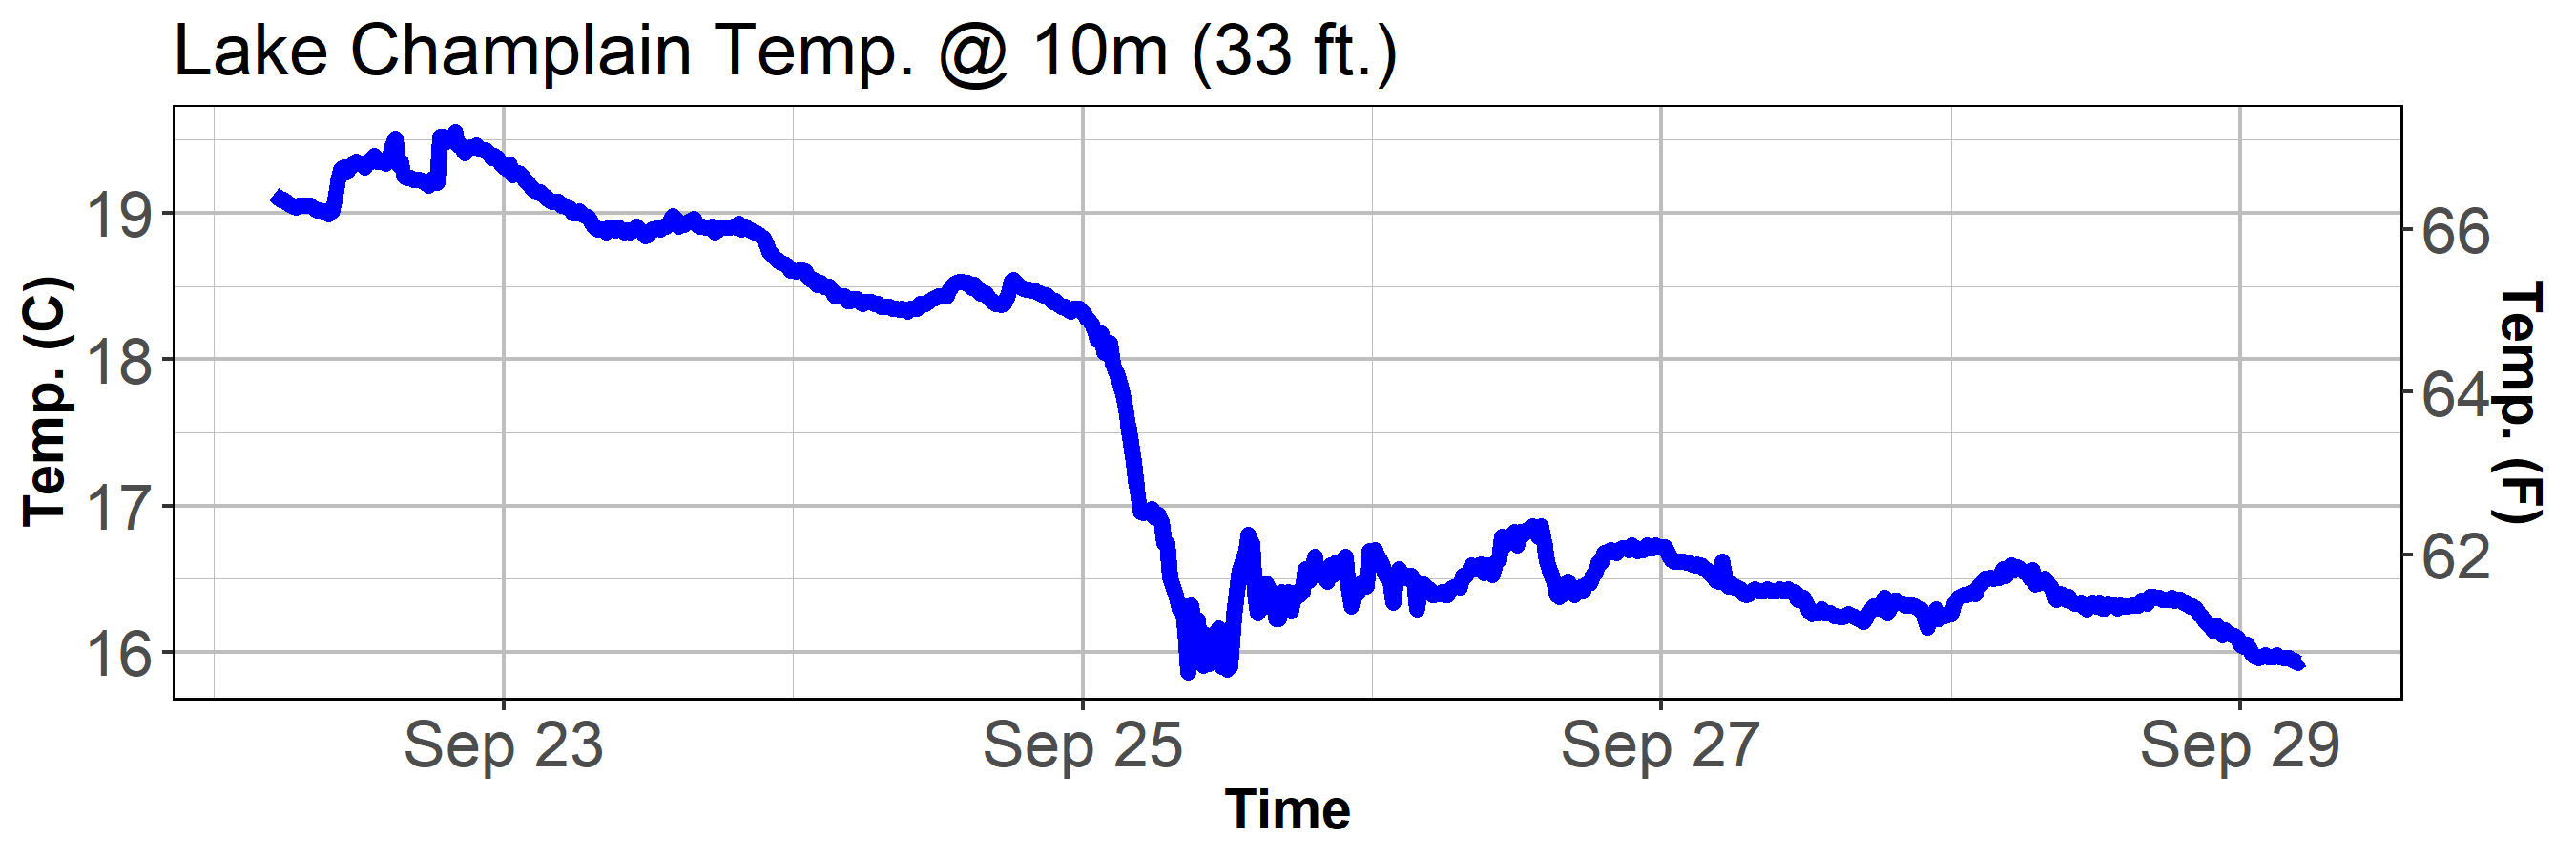 Lake Champlain Temp. @ 10m (33 ft.)
Temp. (C)
19
18
17
16
66
64
62
Temp. (F)
Sep 23
Sep 25
Sep 27
Sep 29
Time